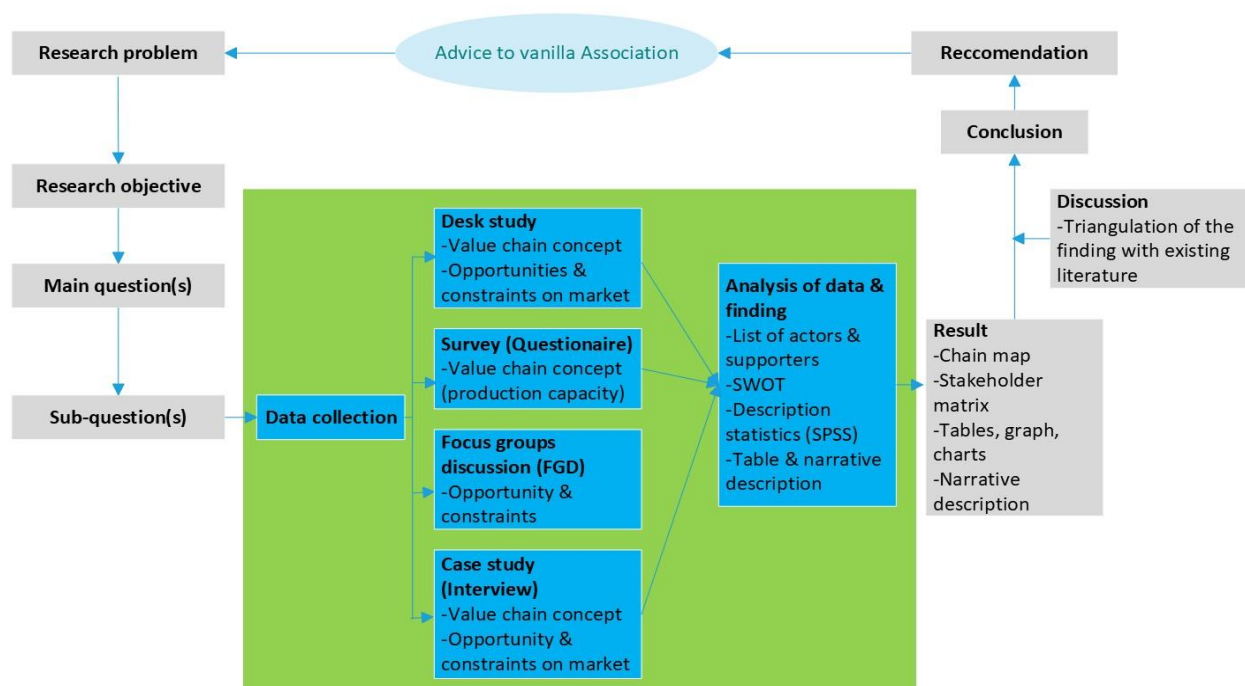 Research problem
Advice to vanilla Association
Reccomendation
Conclusion
Research objective
Discussion
-Triangulation of the
finding with existing
literature
Main question(s)
Sub-question(s)
Data collection
Desk study
-Value chain concept
-Opportunities &
constraints on market
Survey (Questionaire)
-Value chain concept
(production capacity)
Focus groups
discussion (FGD)
-Opportunity &
constraints
Case study
(Interview)
-Value chain concept
-Opportunity &
constraints on market
Analysis of data &
finding
-List of actors &
supporters
-SWOT
-Description
statistics (SPSS)
-Table & narrative
description
Result
-Chain map
-Stakeholder
matrix
-Tables, graph,
charts
-Narrative
description